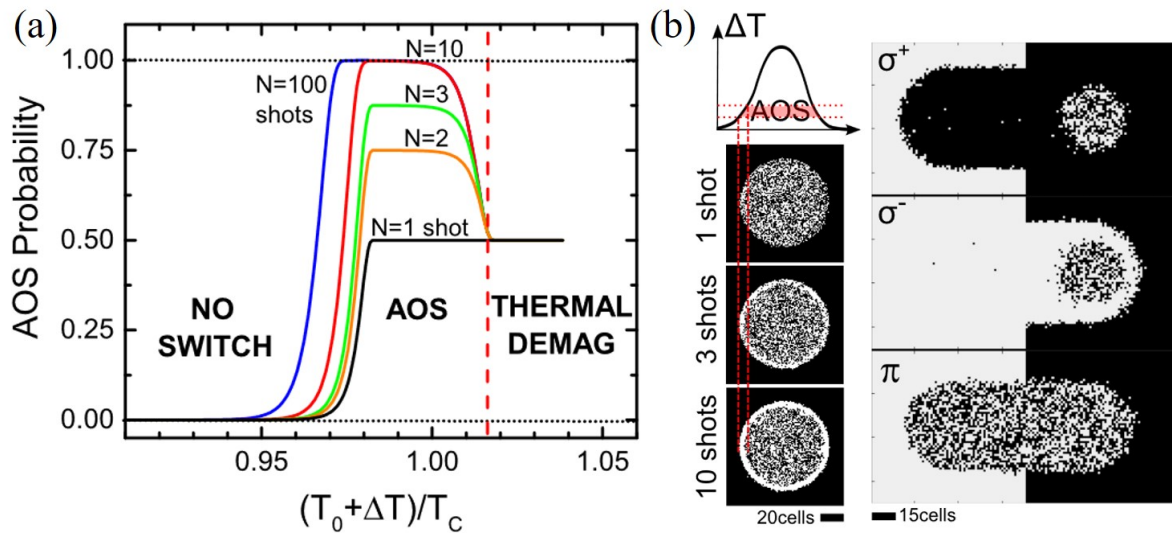 (a)
AOS Probability
1.00
0.75
0.50
0.25
0.00
N=10
N=100
shots
N=3
N=2
N=1 shot
NO
SWITCH
AOS
THERMAL
DEMAG
0.95
1.00
1.05
(T0+ΔT)/TC
(b)
ΔT
AOS
1 shot
3 shots
10 shots
20cells
σ+
σ-
π
15cells